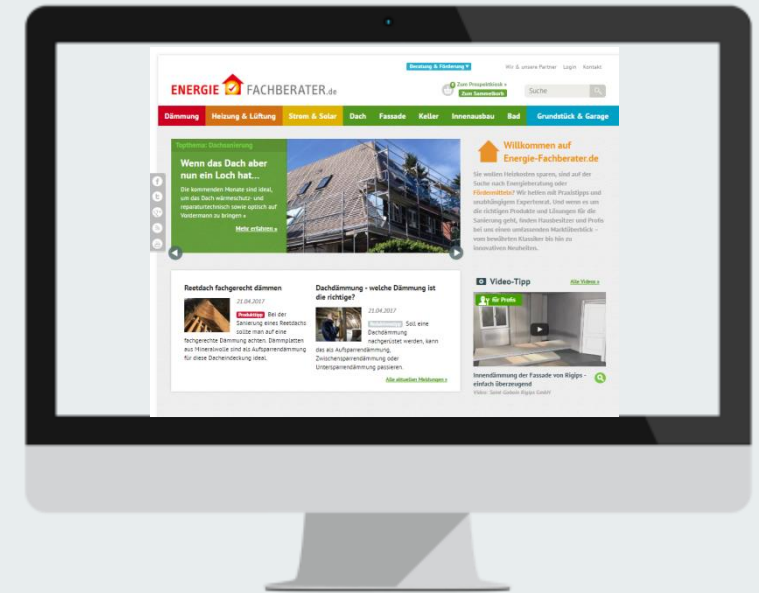 Beratung & Förderung ▾
Wir & unsere Partner Login Kontakt
ENERGIE FACHBERATER.de
0 Zum Prospektkiosk »
Zum Sammelkorb
Suche
Dämmung Heizung & Lüftung Strom & Solar Dach Fassade Keller Innenausbau Bad Grundstück & Garage
Topthema: Dachsanierung
Wenn das Dach aber
nun ein Loch hat...
Die kommenden Monate sind ideal,
um das Dach wärmeschutz- und
reparaturtechnisch sowie optisch auf
Vordermann zu bringen »
Mehr erfahren »
Willkommen auf
Energie-Fachberater.de
Sie wollen Heizkosten sparen, sind auf der
Suche nach Energieberatung oder
Fördermitteln? Wir helfen mit Praxistipps und
unabhängigem Expertenrat. Und wenn es um
die richtigen Produkte und Lösungen für die
Sanierung geht, finden Hausbesitzer und Profis
bei uns einen umfassenden Marktüberblick –
vom bewährten Klassiker bis hin zu
innovativen Neuheiten.
Reetdach fachgerecht dämmen
21.04.2017
Produkttipp Bei der
Sanierung eines Reetdachs
sollte man auf eine
fachgerechte Dämmung achten. Dämmplatten
aus Mineralwolle sind als Aufsparrendämmung
für diese Dacheindeckung ideal.
Dachdämmung - welche Dämmung ist
die richtige?
21.04.2017
Soll eine
Dachdämmung
nachgerüstet werden, kann
das als Aufsparrendämmung,
Zwischensparrendämmung oder
Untersparrendämmung passieren.
Alle aktuellen Meldungen »
Video-Tipp
Alle Videos »
für Profis
Innendämmung der Fassade von Rigips -
einfach überzeugend
Video: Saint-Gobain Rigips GmbH